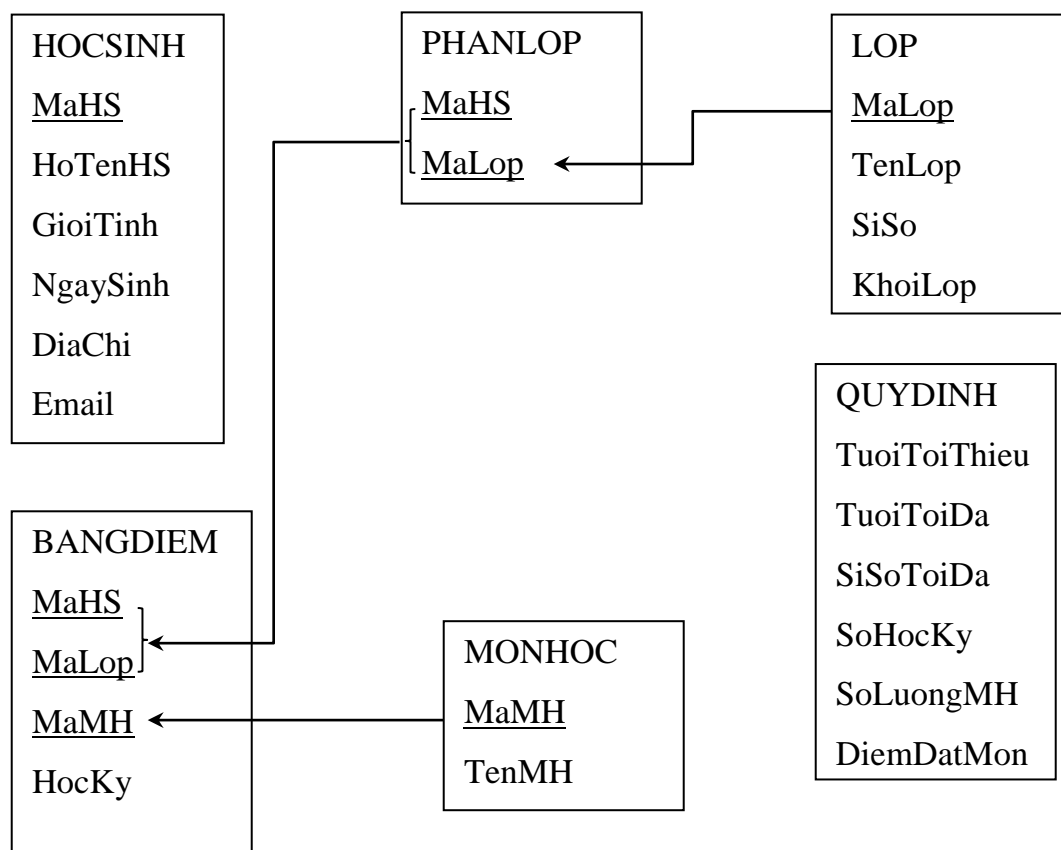 HOCSINH
MaHS
HoTenHS
GioiTinh
NgaySinh
DiaChi
Email
PHANLOP
MaHS
MaLop
LOP
MaLop
TenLop
SiSo
KhoiLop
QUYDINH
TuoiToiThieu
TuoiToiDa
SiSoToiDa
SoHocKy
SoLuongMH
DiemDatMon
BANGDIEM
MaHS
MaLop
MaMH
HocKy
MONHOC
MaMH
TenMH